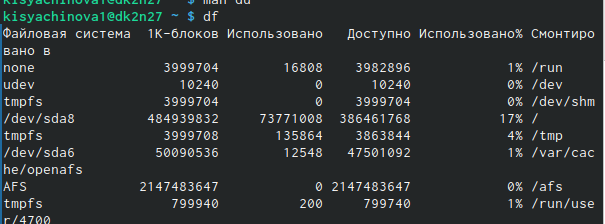 kisyachinova1@dk2n27 ~ $ man du
kisyachinova1@dk2n27 ~ $ df
Файловая система 1K-блоков Использовано Доступно Использовано% Смонтиро
вано в
none 3999704 16808 3982896 1% /run
udev 10240 0 10240 0% /dev
tmpfs 3999704 0 3999704 0% /dev/shm
/dev/sda8 484939832 73771008 386461768 17% /
tmpfs 3999708 135864 3863844 4% /tmp
/dev/sda6 50090536 12548 47501092 1% /var/cac
he/openafs
AFS 2147483647 0 2147483647 0% /afs
tmpfs 799940 200 799740 1% /run/use
r/4700